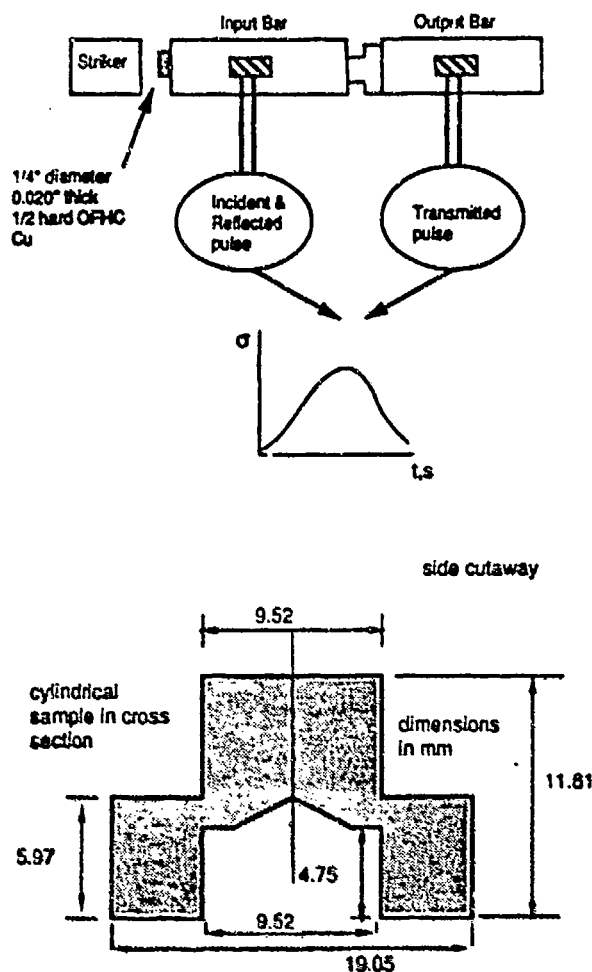 Input Bar
Output Bar
Striker
1/4" diameter
0.020" thick
1/2 hard OFHC
Cu
Incident &
Reflected
pulse
Transmitted
pulse
σ
t,s
side cutaway
9.52
cylindrical
sample in cross
section
dimensions
in mm
11.81
5.97
4.75
9.52
19.05